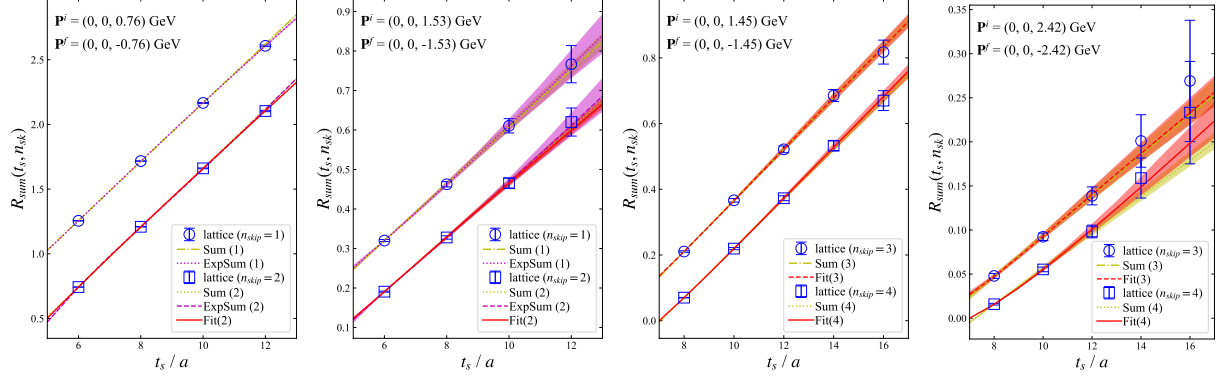 P^i = (0, 0, 0.76) GeV
P^f = (0, 0, -0.76) GeV
R_sum(t_s, n_sk)
2.5
2.0
1.5
1.0
0.5
lattice (n_skip=1)
Sum (1)
ExpSum (1)
lattice (n_skip=2)
Sum (2)
ExpSum (2)
Fit(2)
6 8 10 12
t_s / a
P^i = (0, 0, 1.53) GeV
P^f = (0, 0, -1.53) GeV
R_sum(t_s, n_sk)
0.9
0.8
0.7
0.6
0.5
0.4
0.3
0.2
0.1
lattice (n_skip=1)
Sum (1)
ExpSum (1)
lattice (n_skip=2)
Sum (2)
ExpSum (2)
Fit(2)
6 8 10 12
t_s / a
P^i = (0, 0, 1.45) GeV
P^f = (0, 0, -1.45) GeV
R_sum(t_s, n_sk)
0.8
0.6
0.4
0.2
0.0
lattice (n_skip=3)
Sum (3)
Fit(3)
lattice (n_skip=4)
Sum (4)
Fit(4)
8 10 12 14 16
t_s / a
P^i = (0, 0, 2.42) GeV
P^f = (0, 0, -2.42) GeV
R_sum(t_s, n_sk)
0.35
0.30
0.25
0.20
0.15
0.10
0.05
0.00
lattice (n_skip=3)
Sum (3)
Fit(3)
lattice (n_skip=4)
Sum (4)
Fit(4)
8 10 12 14 16
t_s / a